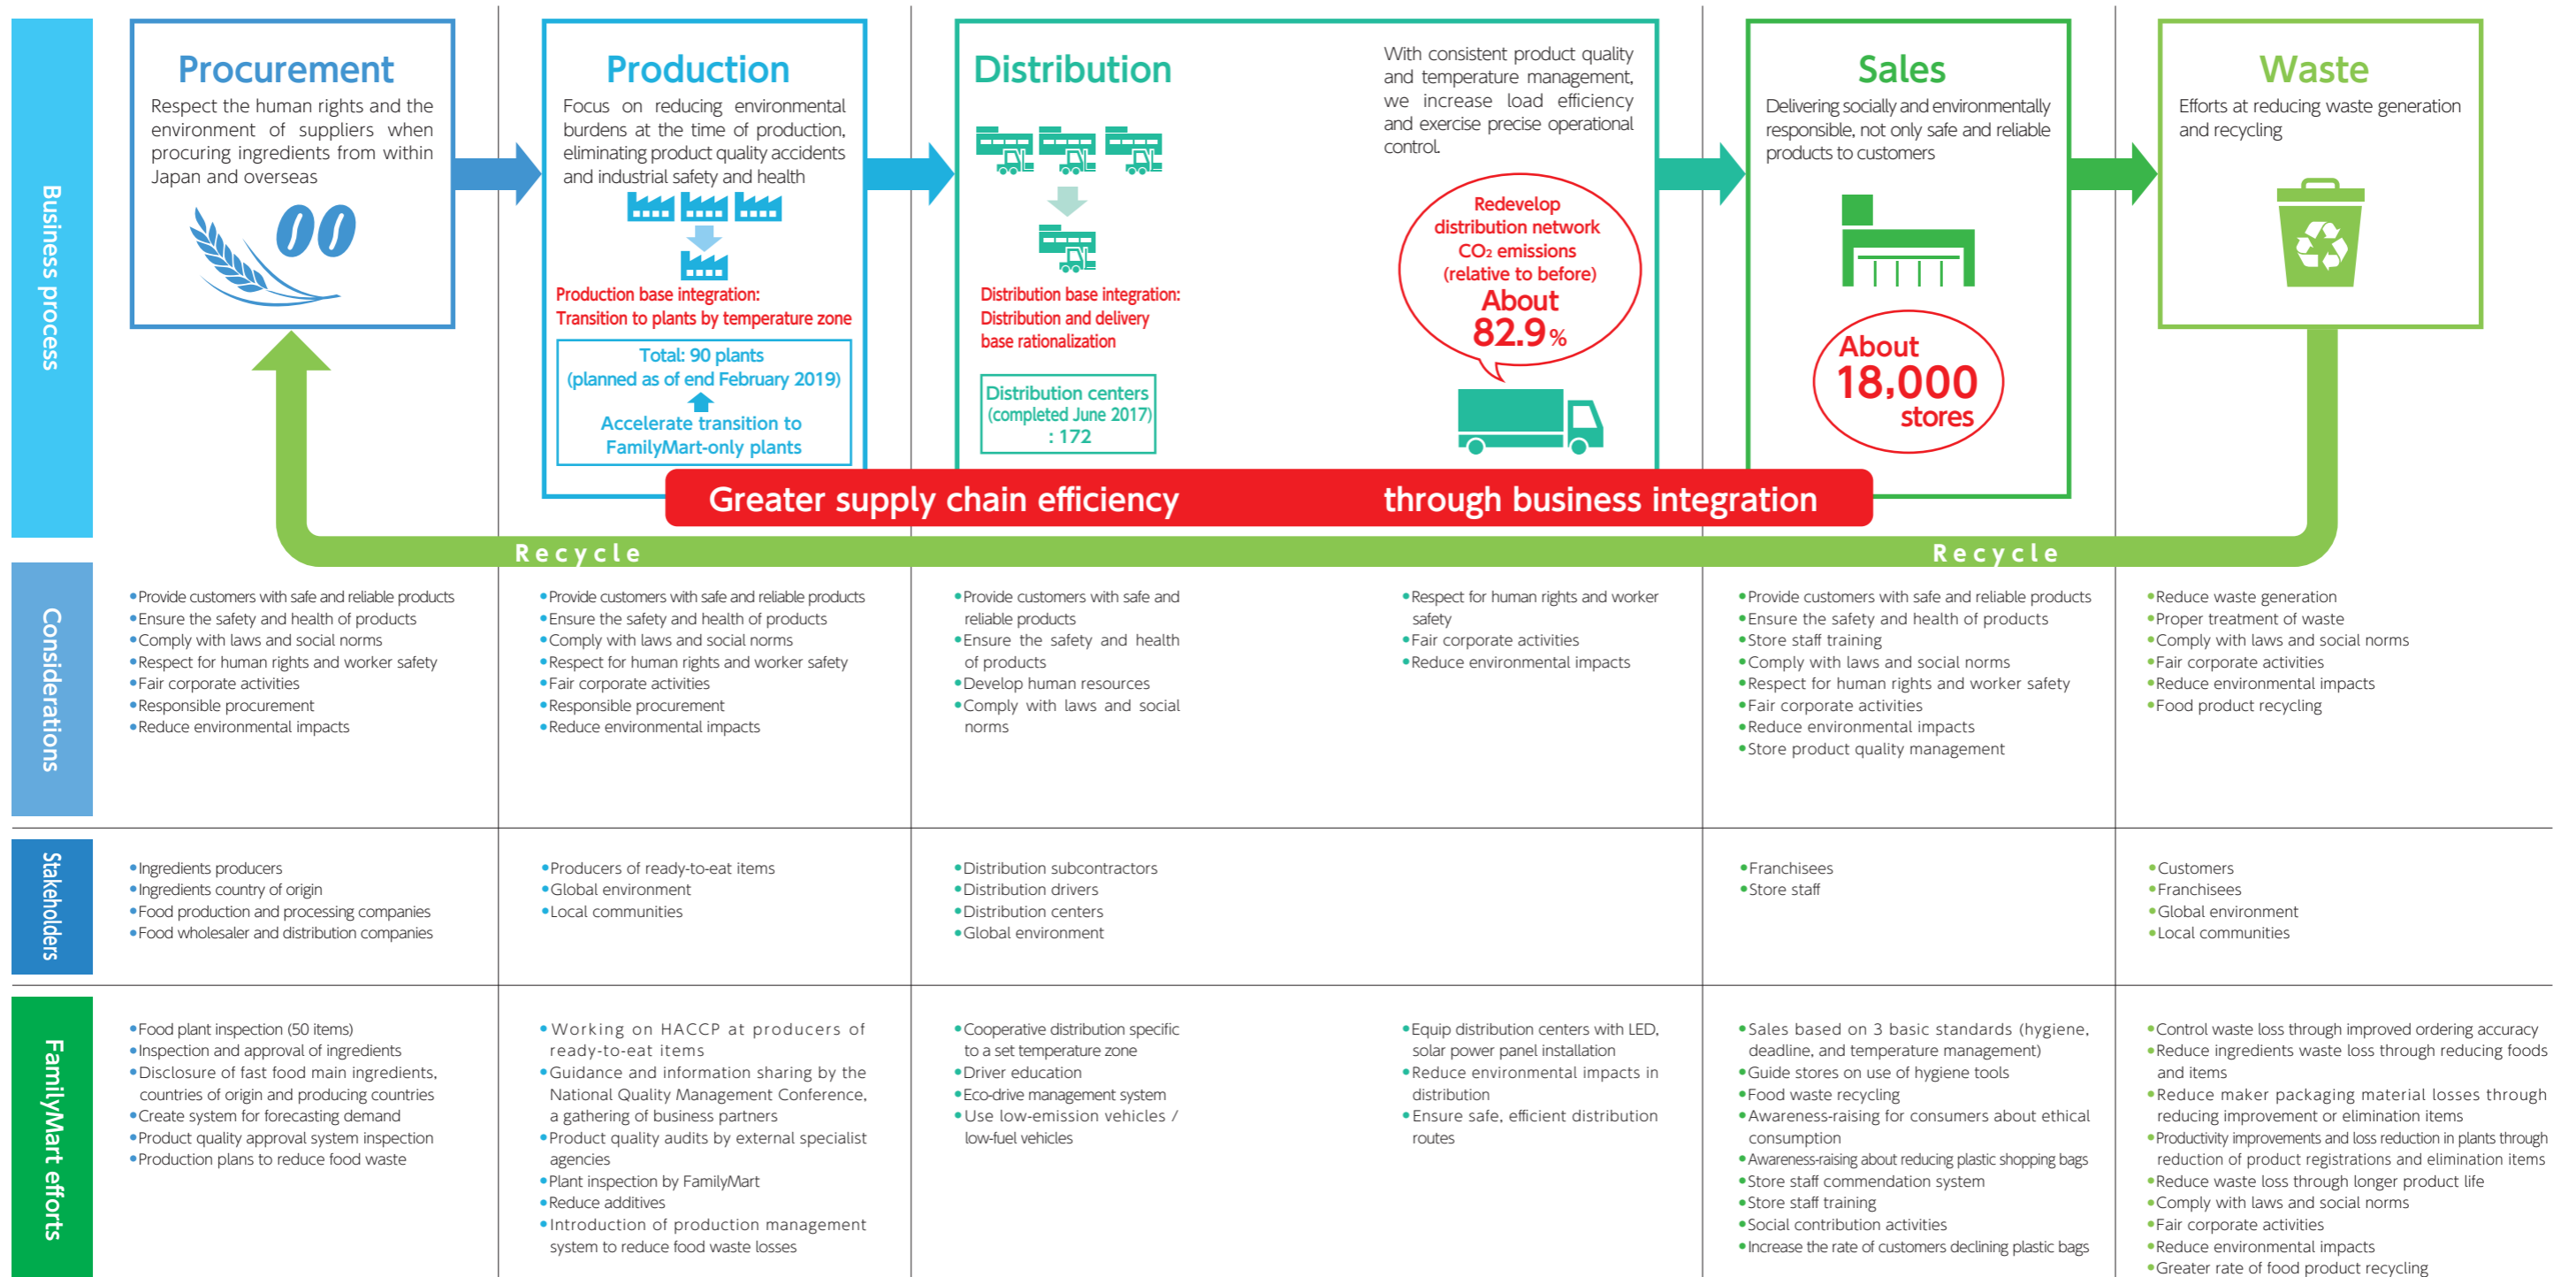 Business process
Procurement
Respect the human rights and the
environment of suppliers when
procuring ingredients from within
Japan and overseas
Production
Focus on reducing environmental
burdens at the time of production,
eliminating product quality accidents
and industrial safety and health
Production base integration:
Transition to plants by temperature zone
Total: 90 plants
(planned as of end February 2019)
Accelerate transition to
FamilyMart-only plants
Distribution
Distribution base integration:
Distribution and delivery
base rationalization
Distribution centers
(completed June 2017)
: 172
With consistent product quality
and temperature management,
we increase load efficiency
and exercise precise operational
control.
Redevelop
distribution network
CO₂ emissions
(relative to before)
About
82.9%
Sales
Delivering socially and environmentally
responsible, not only safe and reliable
products to customers
About
18,000
stores
Waste
Efforts at reducing waste generation
and recycling
Greater supply chain efficiency through business integration
Recycle
Recycle
Considerations
•Provide customers with safe and reliable products
•Ensure the safety and health of products
•Comply with laws and social norms
•Respect for human rights and worker safety
•Fair corporate activities
•Responsible procurement
•Reduce environmental impacts
•Provide customers with safe and reliable products
•Ensure the safety and health of products
•Comply with laws and social norms
•Respect for human rights and worker safety
•Fair corporate activities
•Responsible procurement
•Reduce environmental impacts
•Provide customers with safe and
reliable products
•Ensure the safety and health
of products
•Develop human resources
•Comply with laws and social
norms
•Respect for human rights and worker
safety
•Fair corporate activities
•Reduce environmental impacts
•Provide customers with safe and reliable products
•Ensure the safety and health of products
•Store staff training
•Comply with laws and social norms
•Respect for human rights and worker safety
•Fair corporate activities
•Reduce environmental impacts
•Store product quality management
•Reduce waste generation
•Proper treatment of waste
•Comply with laws and social norms
•Fair corporate activities
•Reduce environmental impacts
•Food product recycling
Stakeholders
•Ingredients producers
•Ingredients country of origin
•Food production and processing companies
•Food wholesaler and distribution companies
•Producers of ready-to-eat items
•Global environment
•Local communities
•Distribution subcontractors
•Distribution drivers
•Distribution centers
•Global environment
•Franchisees
•Store staff
•Customers
•Franchisees
•Global environment
•Local communities
FamilyMart efforts
•Food plant inspection (50 items)
•Inspection and approval of ingredients
•Disclosure of fast food main ingredients,
countries of origin and producing countries
•Create system for forecasting demand
•Product quality approval system inspection
•Production plans to reduce food waste
•Working on HACCP at producers of
ready-to-eat items
•Guidance and information sharing by the
National Quality Management Conference,
a gathering of business partners
•Product quality audits by external specialist
agencies
•Plant inspection by FamilyMart
•Reduce additives
•Introduction of production management
system to reduce food waste losses
•Cooperative distribution specific
to a set temperature zone
•Driver education
•Eco-drive management system
•Use low-emission vehicles /
low-fuel vehicles
•Equip distribution centers with LED,
solar power panel installation
•Reduce environmental impacts in
distribution
•Ensure safe, efficient distribution
routes
•Sales based on 3 basic standards (hygiene,
deadline, and temperature management)
•Guide stores on use of hygiene tools
•Food waste recycling
•Awareness-raising for consumers about ethical
consumption
•Awareness-raising about reducing plastic shopping bags
•Store staff commendation system
•Store staff training
•Social contribution activities
•Increase the rate of customers declining plastic bags
•Control waste loss through improved ordering accuracy
•Reduce ingredients waste loss through reducing foods
and items
•Reduce maker packaging material losses through
reducing improvement or elimination items
•Productivity improvements and loss reduction in plants through
reduction of product registrations and elimination items
•Reduce waste loss through longer product life
•Comply with laws and social norms
•Fair corporate activities
•Reduce environmental impacts
•Greater rate of food product recycling